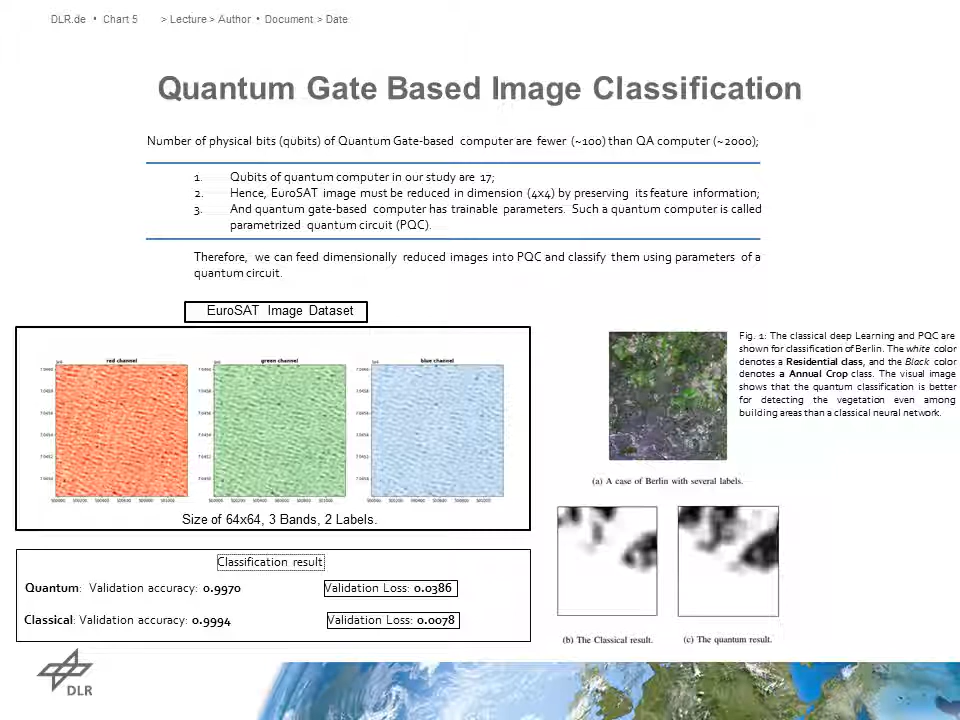 DLR.de • Chart 5 > Lecture > Author • Document > Date
Quantum Gate Based Image Classification
Number of physical bits (qubits) of Quantum Gate-based computer are fewer (~100) than QA computer (~2000);
1. Qubits of quantum computer in our study are 17;
2. Hence, EuroSAT image must be reduced in dimension (4x4) by preserving its feature information;
3. And quantum gate-based computer has trainable parameters. Such a quantum computer is called
parametrized quantum circuit (PQC).
Therefore, we can feed dimensionally reduced images into PQC and classify them using parameters of a
quantum circuit.
EuroSAT Image Dataset
red channel
green channel
blue channel
Size of 64x64, 3 Bands, 2 Labels.
Classification result
Quantum: Validation accuracy: 0.9970
Validation Loss: 0.0386
Classical: Validation accuracy: 0.9994
Validation Loss: 0.0078
Fig. 1: The classical deep Learning and PQC are
shown for classification of Berlin. The white color
denotes a Residential class, and the Black color
denotes a Annual Crop class. The visual image
shows that the quantum classification is better
for detecting the vegetation even among
building areas than a classical neural network.
(a) A case of Berlin with several labels.
(b) The Classical result.
(c) The quantum result.
DLR